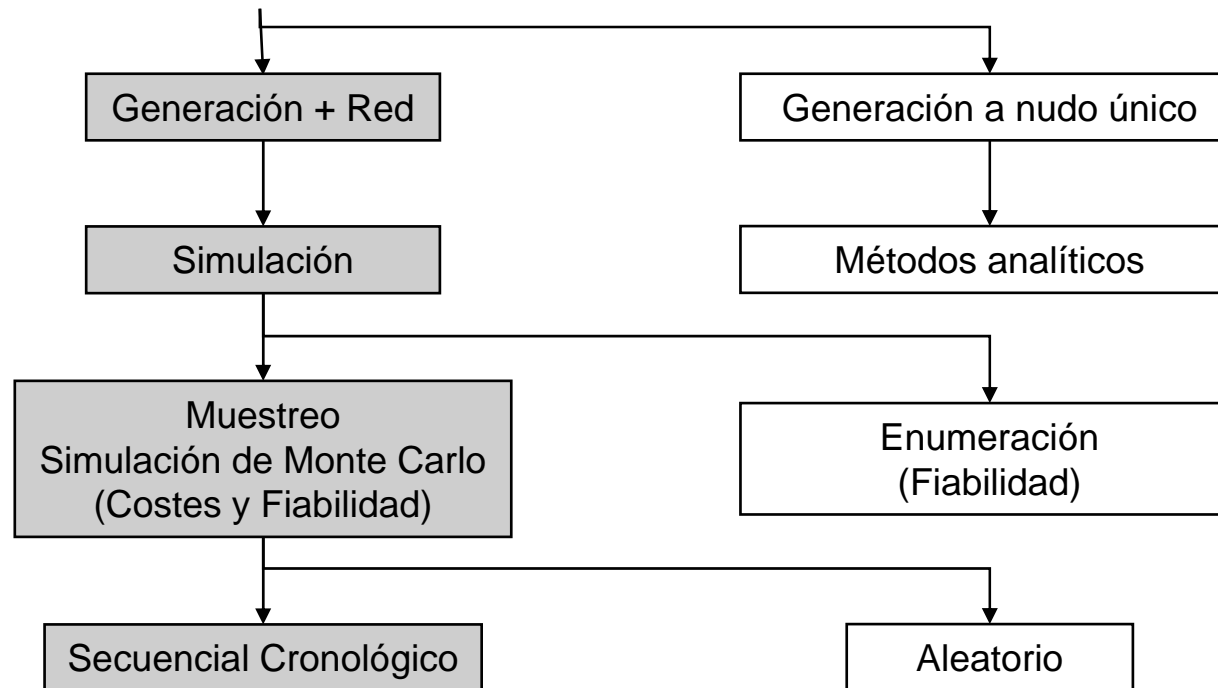 Generación + Red
Generación a nudo único
Simulación
Métodos analíticos
Muestreo
Simulación de Monte Carlo
(Costes y Fiabilidad)
Enumeración
(Fiabilidad)
Secuencial Cronológico
Aleatorio